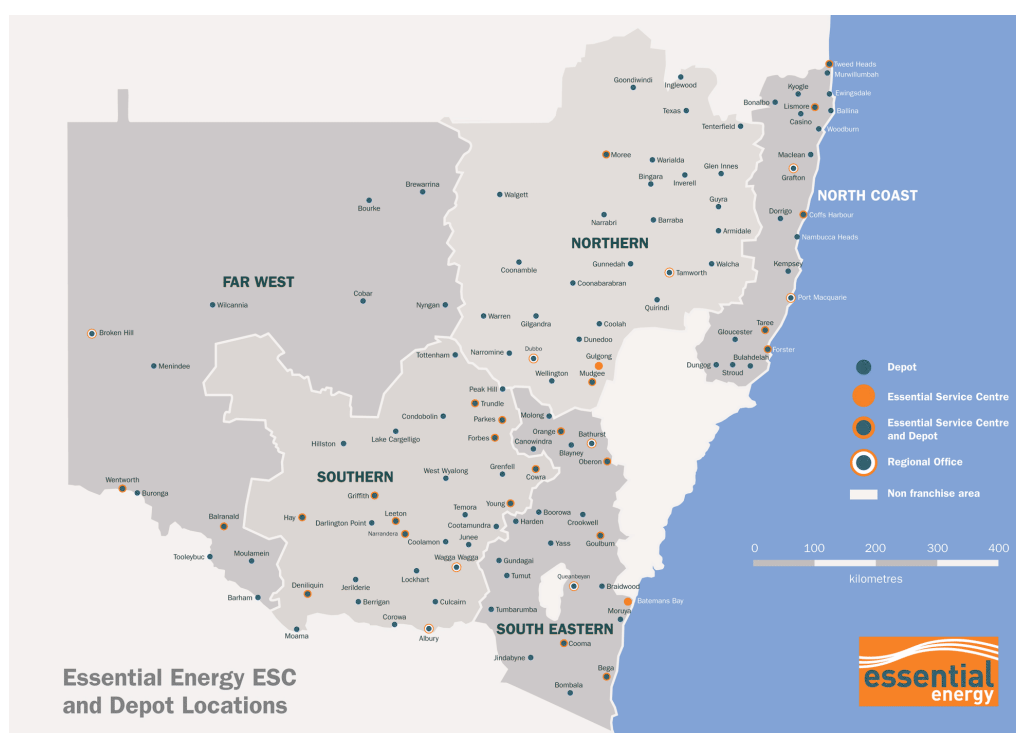 Tweed Heads
Murwillumbah
Goondiwindi
Inglewood
Kyogle
Ewingsdale
Bonalbo
Lismore
Texas
Ballina
Casino
Tenterfield
Woodburn
Moree
Maclean
Warialda
Glen Innes
Grafton
Bingara
Inverell
Brewarrina
Walgett
NORTH COAST
Bourke
Guyra
Narrabri
Barraba
Dorrigo
Coffs Harbour
Armidale
Nambucca Heads
NORTHERN
Coonamble
Gunnedah
Walcha
Kempsey
Tamworth
FAR WEST
Coonabarabran
Cobar
Wilcannia
Nyngan
Quirindi
Port Macquarie
Warren
Gilgandra
Coolah
Taree
Broken Hill
Gloucester
Dunedoo
Tottenham
Narromine
Dubbo
Gulgong
Forster
Menindee
Bulahdelah
Dungog
Stroud
Wellington
Mudgee
Depot
Peak Hill
Essential Service Centre
Trundle
Condobolin
Parkes
Molong
Essential Service Centre
and Depot
Lake Cargelligo
Forbes
Orange
Bathurst
Hillston
Canowindra
Blayney
Oberon
Regional Office
West Wyalong
Grenfell
Cowra
SOUTHERN
Wentworth
Buronga
Griffith
Non franchise area
Young
Temora
Boorowa
Balranald
Hay
Leeton
Darlington Point
Cootamundra
Harden
Crookwell
Narrandera
Coolamon
Junee
Yass
Goulburn
0 100 200 300 400
kilometres
Tooleybuc
Moulamein
Wagga Wagga
Gundagai
Lockhart
Tumut
Queanbeyan
Braidwood
Deniliquin
Jerilderie
Barham
Berrigan
Culcairn
Batemans Bay
Tumbarumba
Moruya
Corowa
Moama
Albury
SOUTH EASTERN
Cooma
Jindabyne
Bega
Bombala
Essential Energy ESC
and Depot Locations
essential
energy